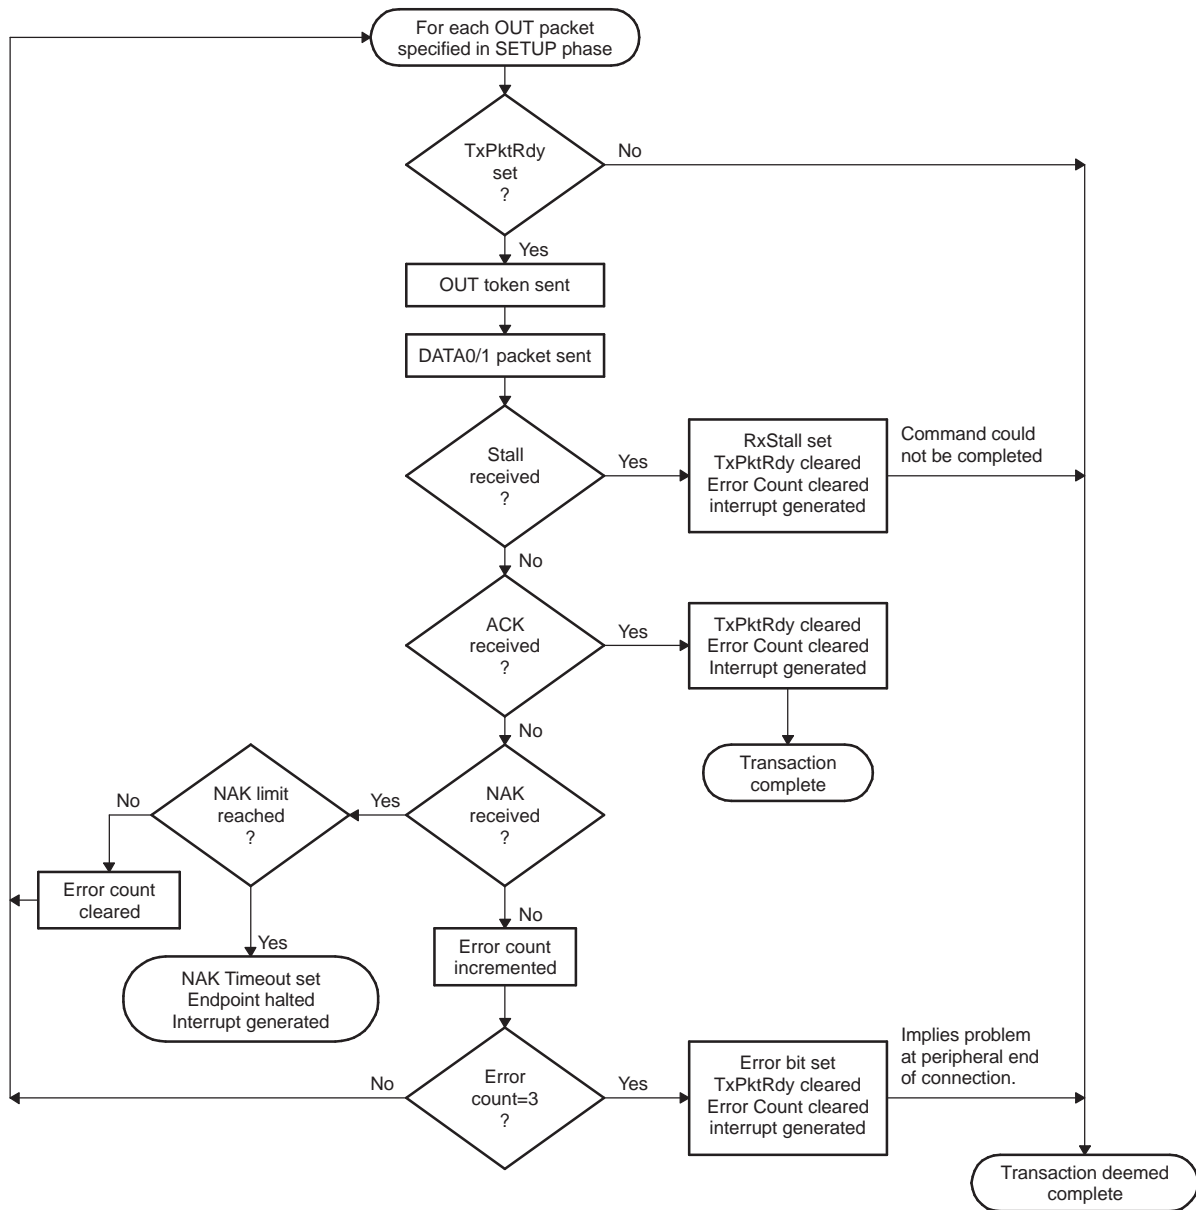 For each OUT packet
specified in SETUP phase
TxPktRdy
set
?
No
Yes
OUT token sent
DATA0/1 packet sent
Stall
received
?
Yes
RxStall set
TxPktRdy cleared
Error Count cleared
interrupt generated
Command could
not be completed
No
ACK
received
?
Yes
TxPktRdy cleared
Error Count cleared
Interrupt generated
No
Transaction
complete
NAK
received
?
Yes
NAK limit
reached
?
No
Error count
cleared
Yes
NAK Timeout set
Endpoint halted
Interrupt generated
No
Error count
incremented
Error
count=3
?
No
Yes
Error bit set
TxPktRdy cleared
Error Count cleared
interrupt generated
Implies problem
at peripheral end
of connection.
Transaction deemed
complete